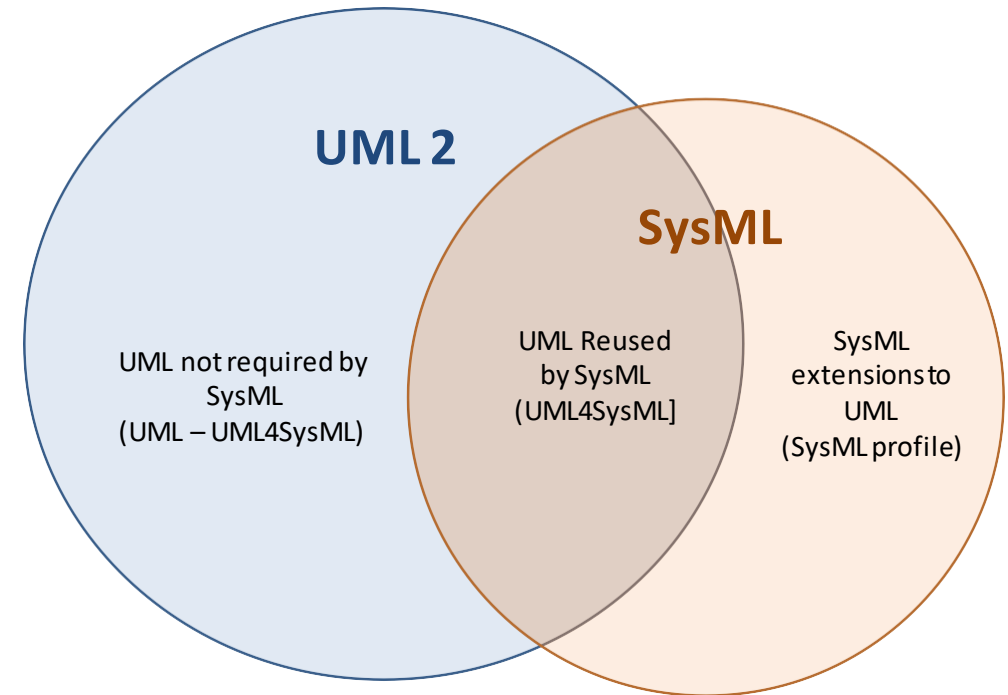 UML 2
SysML
UML not required by
SysML
(UML – UML4SysML)
UML Reused
by SysML
(UML4SysML]
SysML
extensions to
UML
(SysML profile)